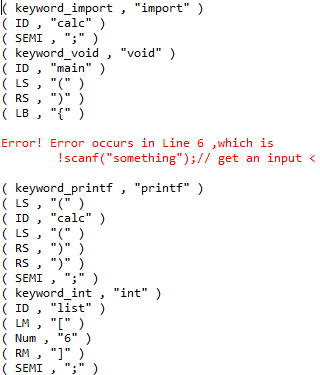 ( keyword_import , "import" )
( ID , "calc" )
( SEMI , ";" )
( keyword_void , "void" )
( ID , "main" )
( LS , "(" )
( RS , ")" )
( LB , "{" )
Error! Error occurs in Line 6 ,which is
!scanf("something");// get an input <
( keyword_printf , "printf" )
( LS , "(" )
( ID , "calc" )
( LS , "(" )
( RS , ")" )
( RS , ")" )
( SEMI , ";" )
( keyword_int , "int" )
( ID , "list" )
( LM , "[" )
( Num , "6" )
( RM , "]" )
( SEMI , ";" )